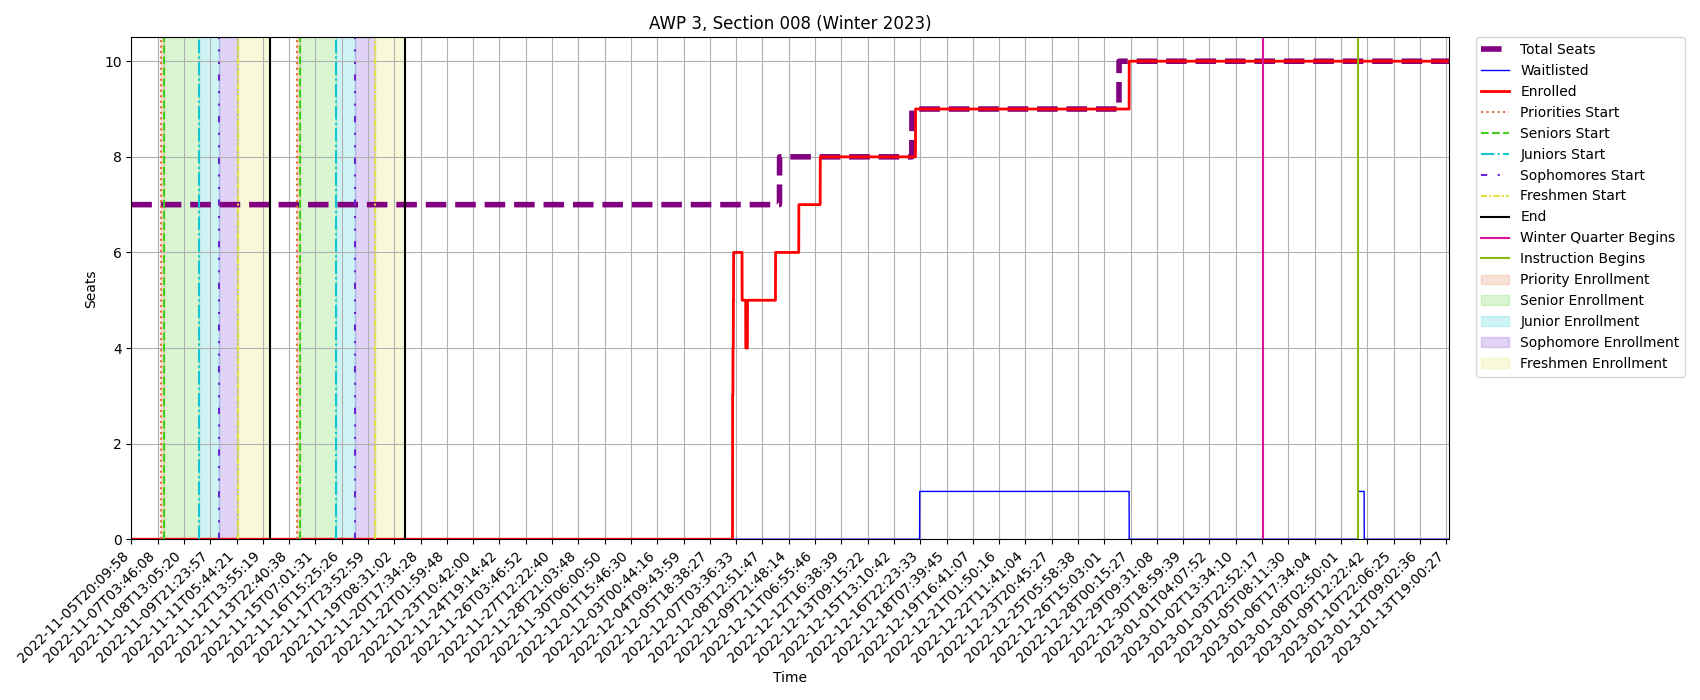 AWP 3, Section 008 (Winter 2023)
10
8
6
4
2
0
Seats
2022-11-05T20:09:58
2022-11-07T03:46:08
2022-11-08T13:05:20
2022-11-09T21:23:57
2022-11-11T05:44:21
2022-11-12T13:55:19
2022-11-13T22:40:38
2022-11-15T07:01:31
2022-11-16T15:25:26
2022-11-17T23:52:59
2022-11-19T08:31:02
2022-11-20T17:34:28
2022-11-22T01:59:48
2022-11-23T10:42:00
2022-11-24T19:14:42
2022-11-26T03:46:52
2022-11-27T12:22:40
2022-11-28T21:03:48
2022-11-30T06:00:50
2022-12-01T15:46:30
2022-12-03T00:44:16
2022-12-04T09:43:59
2022-12-05T18:38:27
2022-12-07T03:36:33
2022-12-08T12:51:47
2022-12-09T21:48:14
2022-12-11T06:55:46
2022-12-12T16:38:39
2022-12-13T09:15:22
2022-12-15T13:10:42
2022-12-16T22:23:33
2022-12-18T07:39:45
2022-12-19T16:41:07
2022-12-21T01:50:16
2022-12-22T11:41:04
2022-12-23T20:45:27
2022-12-25T05:58:38
2022-12-26T15:03:01
2022-12-28T00:15:27
2022-12-29T09:31:08
2022-12-30T18:59:39
2023-01-01T04:07:52
2023-01-02T13:34:10
2023-01-03T22:52:17
2023-01-05T08:11:30
2023-01-06T17:34:04
2023-01-08T02:50:01
2023-01-09T12:22:42
2023-01-10T22:06:25
2023-01-12T09:02:36
2023-01-13T19:00:27
Time
Total Seats
Waitlisted
Enrolled
Priorities Start
Seniors Start
Juniors Start
Sophomores Start
Freshmen Start
End
Winter Quarter Begins
Instruction Begins
Priority Enrollment
Senior Enrollment
Junior Enrollment
Sophomore Enrollment
Freshmen Enrollment